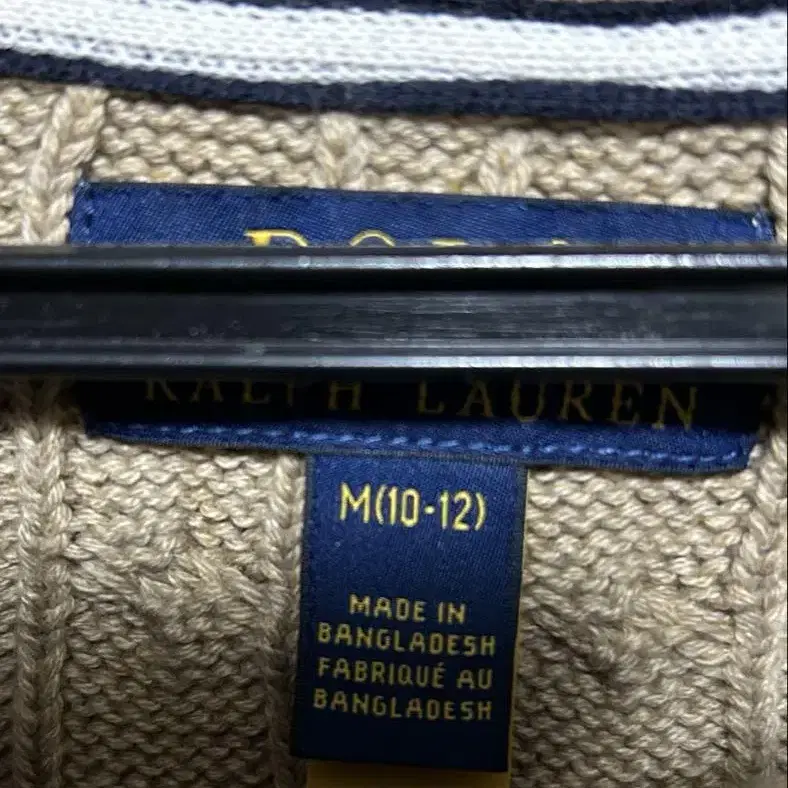 RALPH LAUREN
M(10-12)
MADE IN
BANGLADESH
FABRIQUÉ AU
BANGLADESH